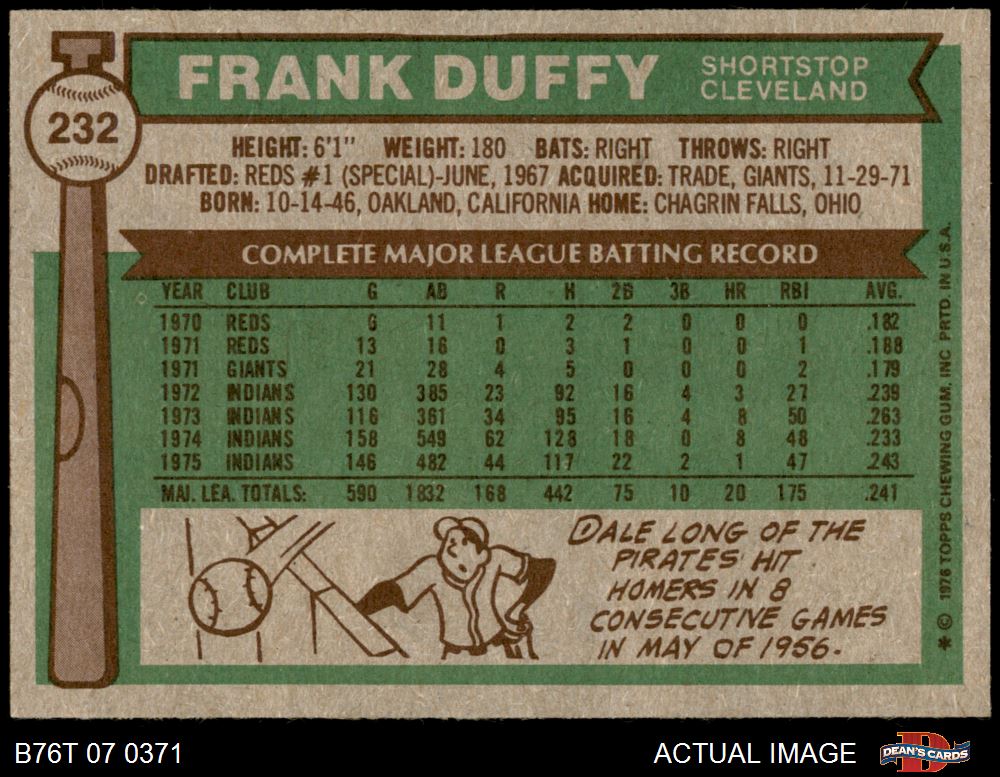 FRANK DUFFY
SHORTSTOP
CLEVELAND
232
HEIGHT: 6'1" WEIGHT: 180 BATS: RIGHT THROWS: RIGHT
DRAFTED: REDS #1 (SPECIAL)-JUNE, 1967 ACQUIRED: TRADE, GIANTS, 11-29-71
BORN: 10-14-46, OAKLAND, CALIFORNIA HOME: CHAGRIN FALLS, OHIO
COMPLETE MAJOR LEAGUE BATTING RECORD
YEAR CLUB G AB R H 2B 3B HR RBI AVG.
1970 REDS 6 11 1 2 2 0 0 0 .182
1971 REDS 13 16 0 3 1 0 0 1 .188
1971 GIANTS 21 28 4 5 0 0 0 2 .179
1972 INDIANS 130 385 23 92 16 4 3 27 .239
1973 INDIANS 116 361 34 95 16 4 8 50 .263
1974 INDIANS 158 549 62 128 18 0 8 48 .233
1975 INDIANS 146 482 44 117 22 2 1 47 .243
MAJ. LEA. TOTALS: 590 1832 168 442 75 10 20 175 .241
DALE LONG OF THE
PIRATES HIT
HOMERS IN 8
CONSECUTIVE GAMES
IN MAY OF 1956.
* © 1976 TOPPS CHEWING GUM, INC PRTD. IN U.S.A.
B76T 07 0371
ACTUAL IMAGE
DEAN'S CARDS